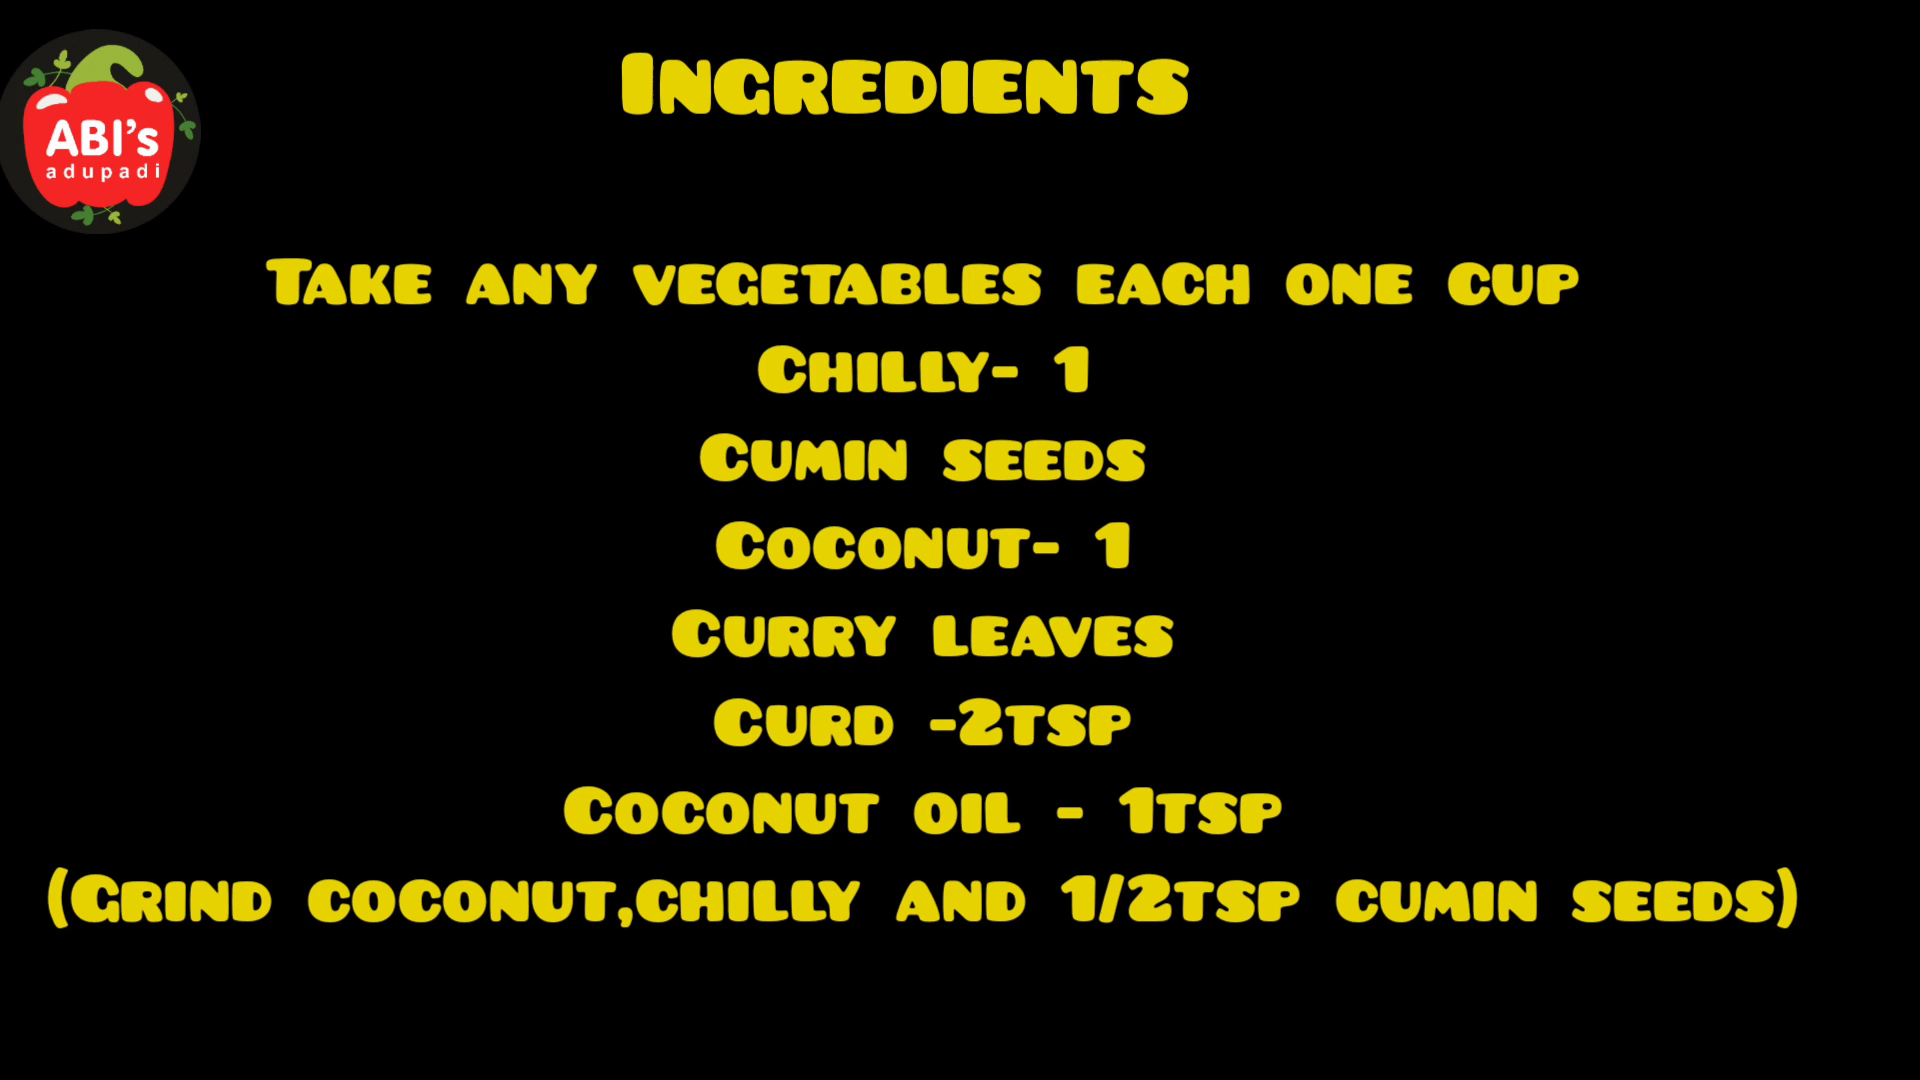 ABI's
adupadi
Ingredients
Take any vegetables each one cup
Chilly- 1
Cumin seeds
Coconut- 1
Curry leaves
Curd -2tsp
Coconut oil - 1tsp
(Grind coconut,chilly and 1/2tsp cumin seeds)